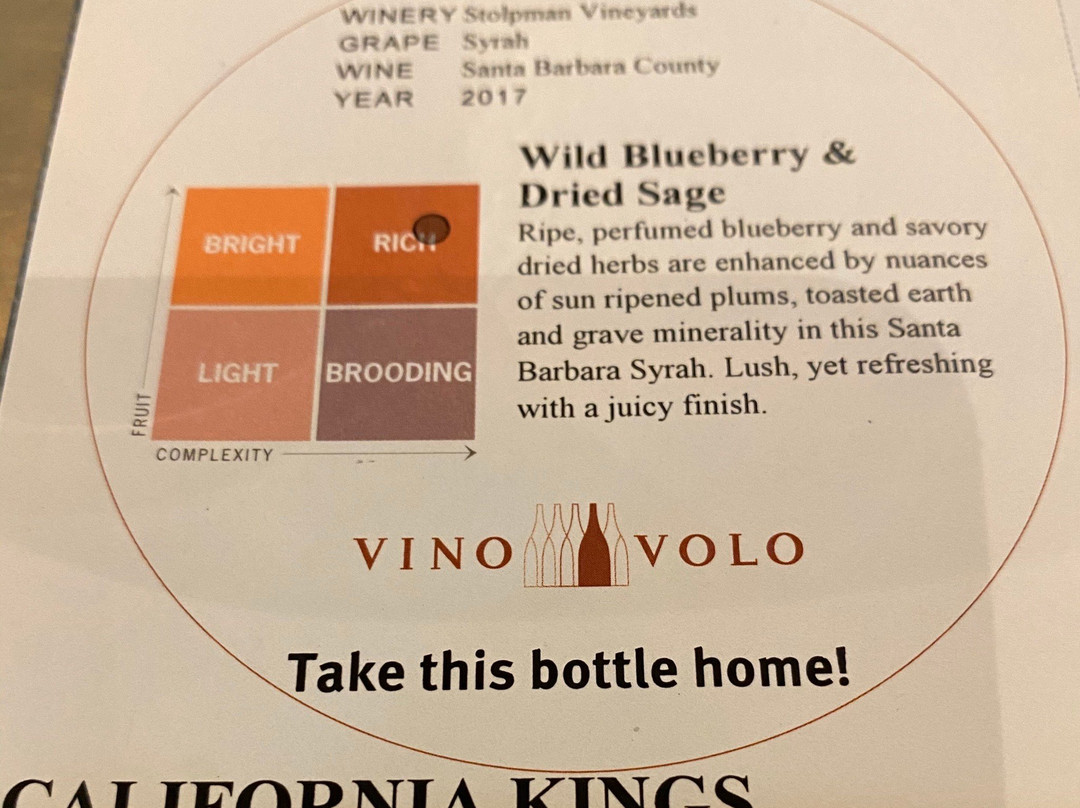 WINERY Stolpman Vineyards
GRAPE Syrah
WINE Santa Barbara County
YEAR 2017
Wild Blueberry &
Dried Sage
Ripe, perfumed blueberry and savory
dried herbs are enhanced by nuances
of sun ripened plums, toasted earth
and grave minerality in this Santa
Barbara Syrah. Lush, yet refreshing
with a juicy finish.
BRIGHT RICH
LIGHT BROODING
FRUIT
COMPLEXITY
VINO VOLO
Take this bottle home!
CALIFORNIA KINGS